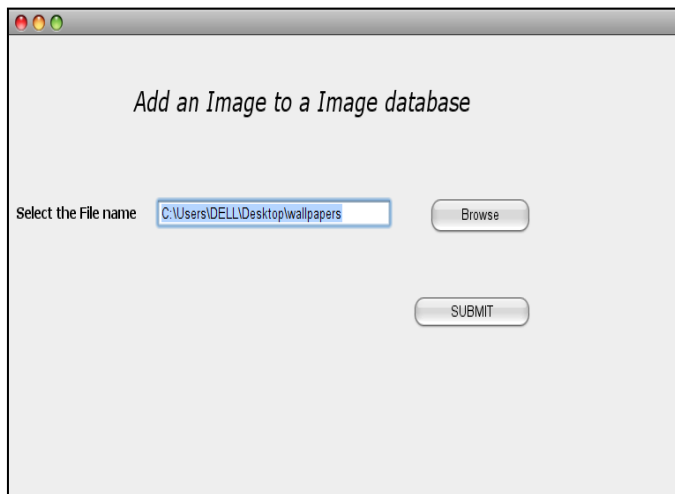 Add an Image to a Image database
Select the File name C:\Users\DELL\Desktop\wallpapers Browse
SUBMIT